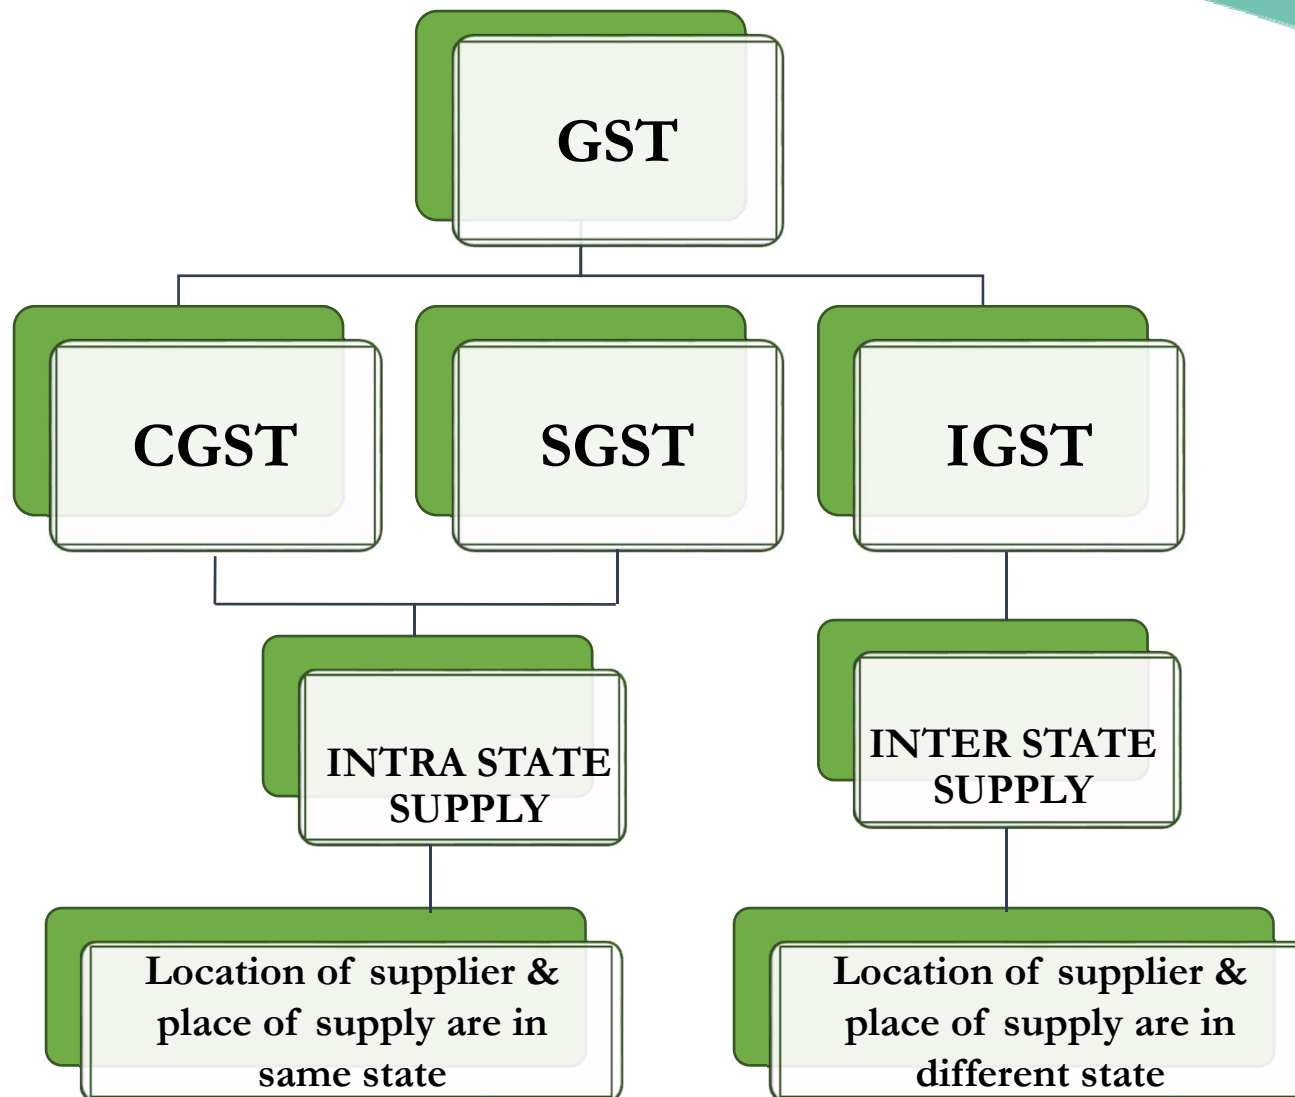 GST
CGST
SGST
IGST
INTRA STATE
SUPPLY
INTER STATE
SUPPLY
Location of supplier &
place of supply are in
same state
Location of supplier &
place of supply are in
different state